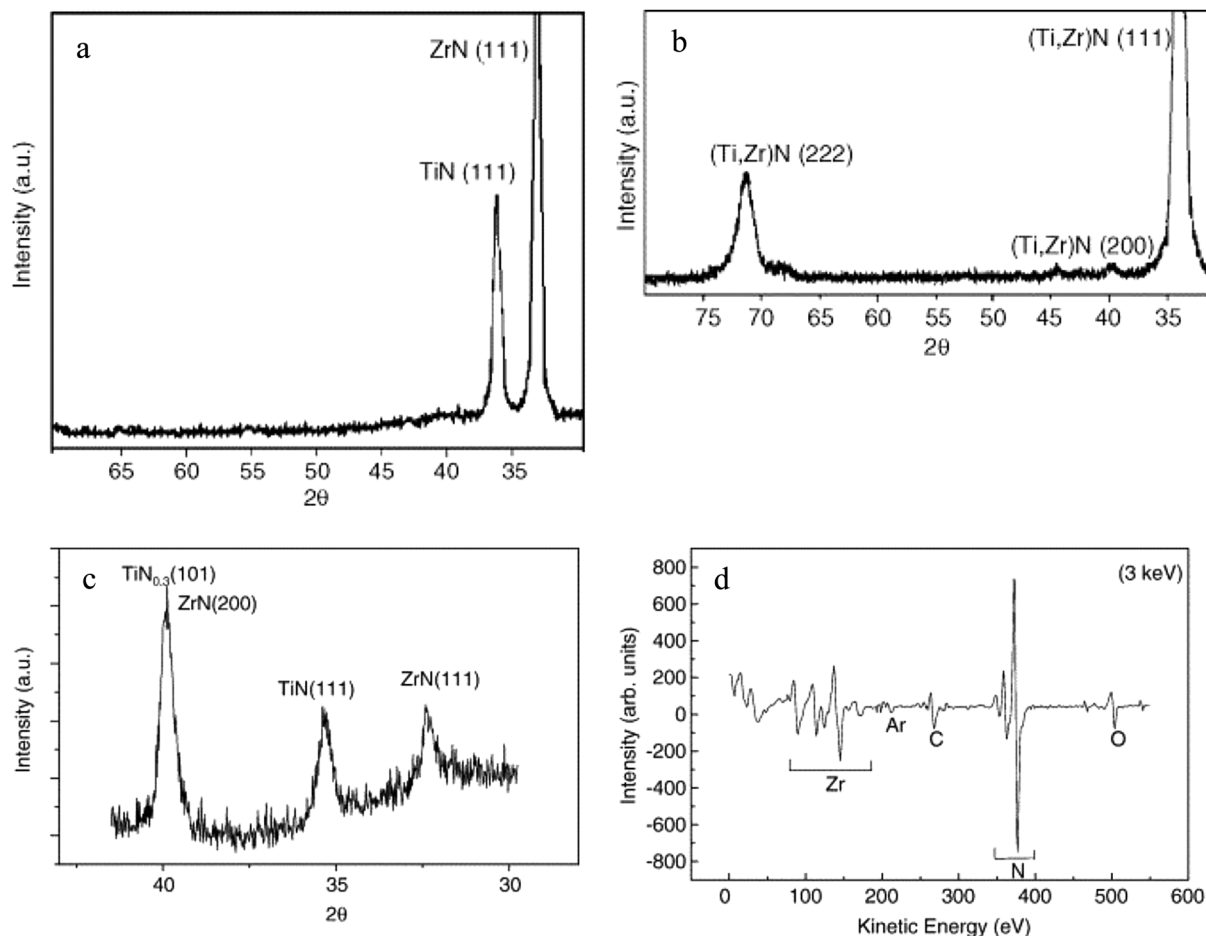 a
ZrN (111)
TiN (111)
Intensity (a.u.)
65 60 55 50 45 40 35
2θ
b
(Ti,Zr)N (111)
(Ti,Zr)N (222)
(Ti,Zr)N (200)
Intensity (a.u.)
75 70 65 60 55 50 45 40 35
2θ
c
TiN0.3(101)
ZrN(200)
TiN(111)
ZrN(111)
Intensity (a.u.)
40 35 30
2θ
d
(3 keV)
800
600
400
200
0
-200
-400
-600
-800
Ar
C
O
Zr
N
Intensity (arb. units)
0 100 200 300 400 500 600
Kinetic Energy (eV)